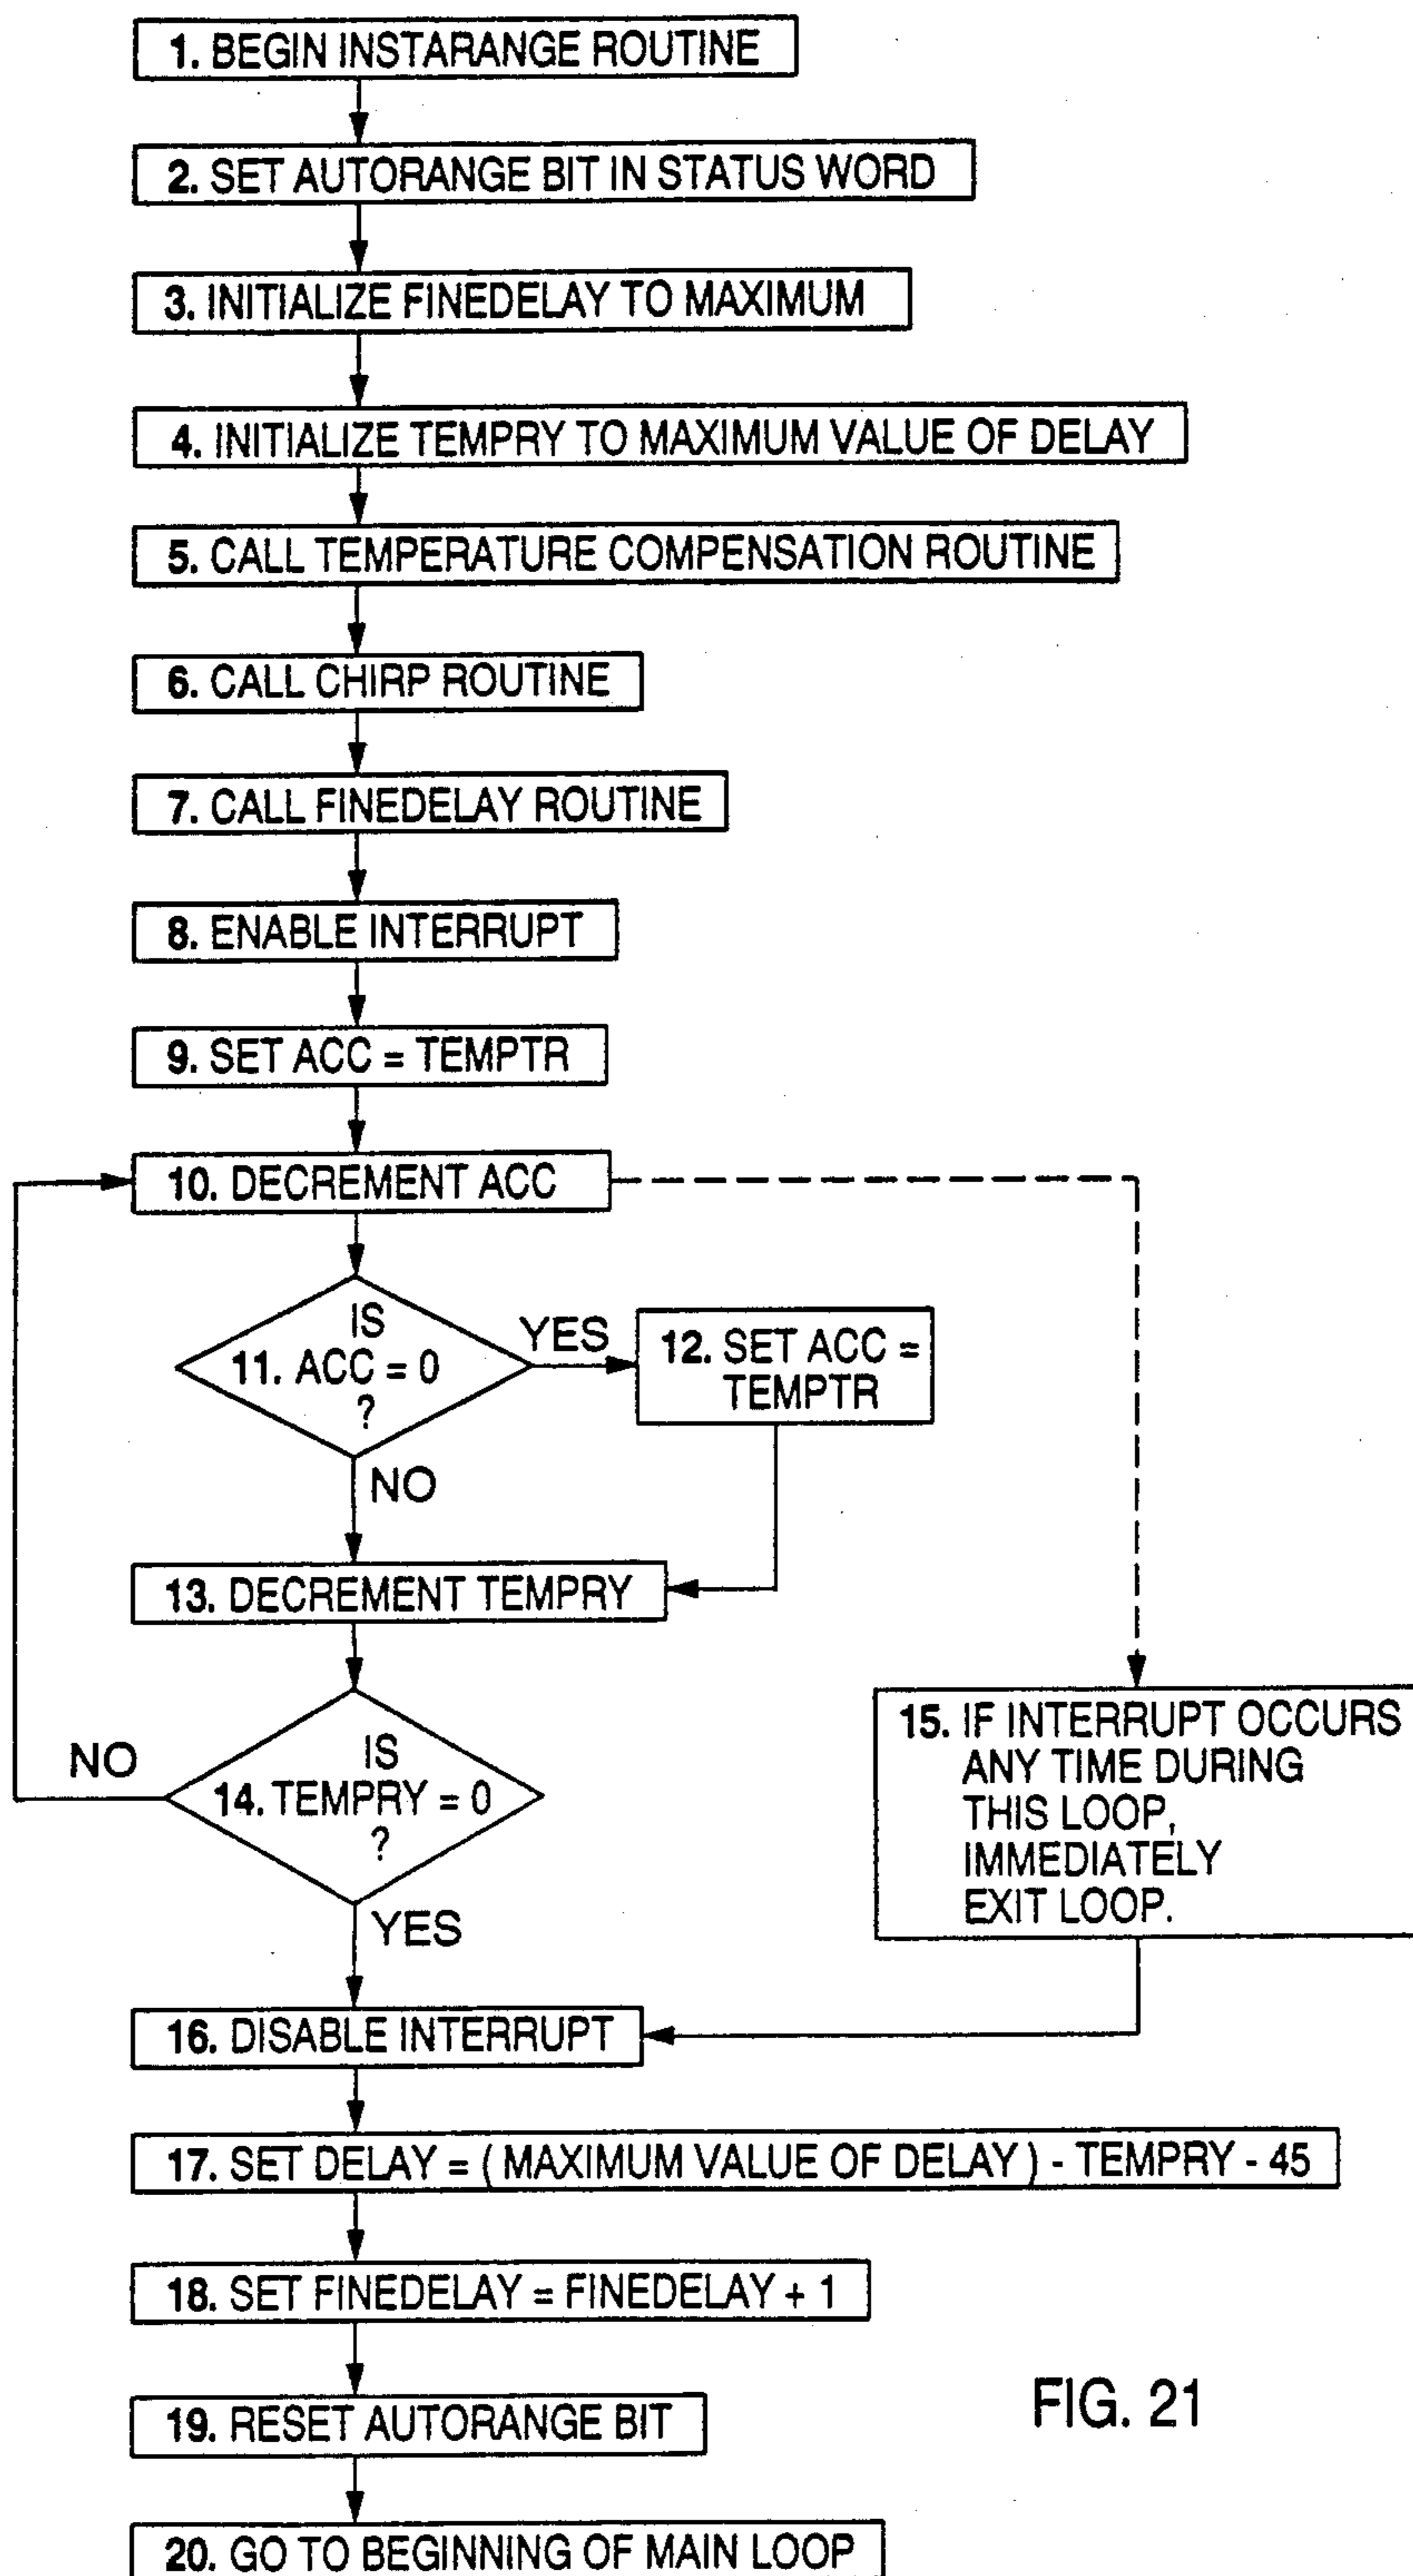 1. BEGIN INSTARANGE ROUTINE
2. SET AUTORANGE BIT IN STATUS WORD
3. INITIALIZE FINEDELAY TO MAXIMUM
4. INITIALIZE TEMPRY TO MAXIMUM VALUE OF DELAY
5. CALL TEMPERATURE COMPENSATION ROUTINE
6. CALL CHIRP ROUTINE
7. CALL FINEDELAY ROUTINE
8. ENABLE INTERRUPT
9. SET ACC = TEMPTR
10. DECREMENT ACC
IS
11. ACC = 0
?
YES
12. SET ACC =
TEMPTR
NO
13. DECREMENT TEMPRY
IS
14. TEMPRY = 0
?
NO
YES
15. IF INTERRUPT OCCURS
ANY TIME DURING
THIS LOOP,
IMMEDIATELY
EXIT LOOP.
16. DISABLE INTERRUPT
17. SET DELAY = ( MAXIMUM VALUE OF DELAY ) - TEMPRY - 45
18. SET FINEDELAY = FINEDELAY + 1
19. RESET AUTORANGE BIT
20. GO TO BEGINNING OF MAIN LOOP
FIG. 21